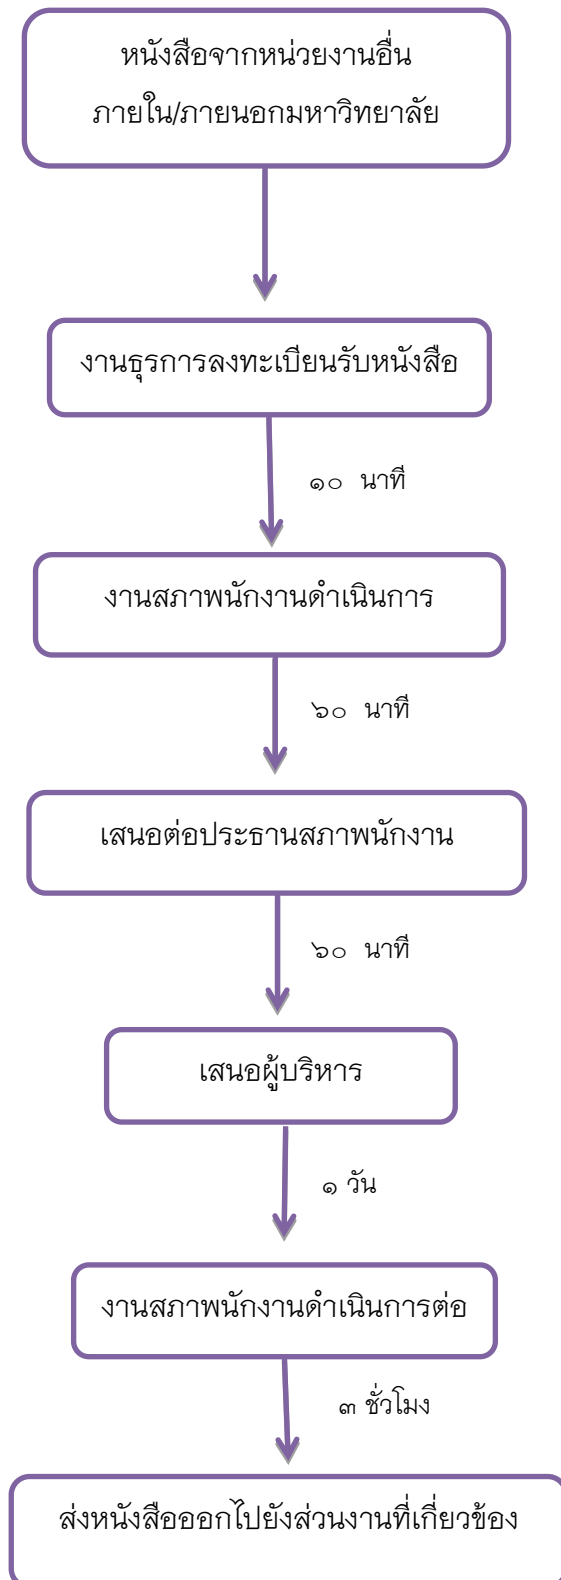 หนังสือจากหน่วยงานอื่น
ภายใน/ภายนอกมหาวิทยาลัย
งานธุรการลงทะเบียนรับหนังสือ
๑๐ นาที
งานสภาพนักงานดำเนินการ
๖๐ นาที
เสนอต่อประธานสภาพนักงาน
๖๐ นาที
เสนอผู้บริหาร
๑ วัน
งานสภาพนักงานดำเนินการต่อ
๓ ชั่วโมง
ส่งหนังสือออกไปยังส่วนงานที่เกี่ยวข้อง